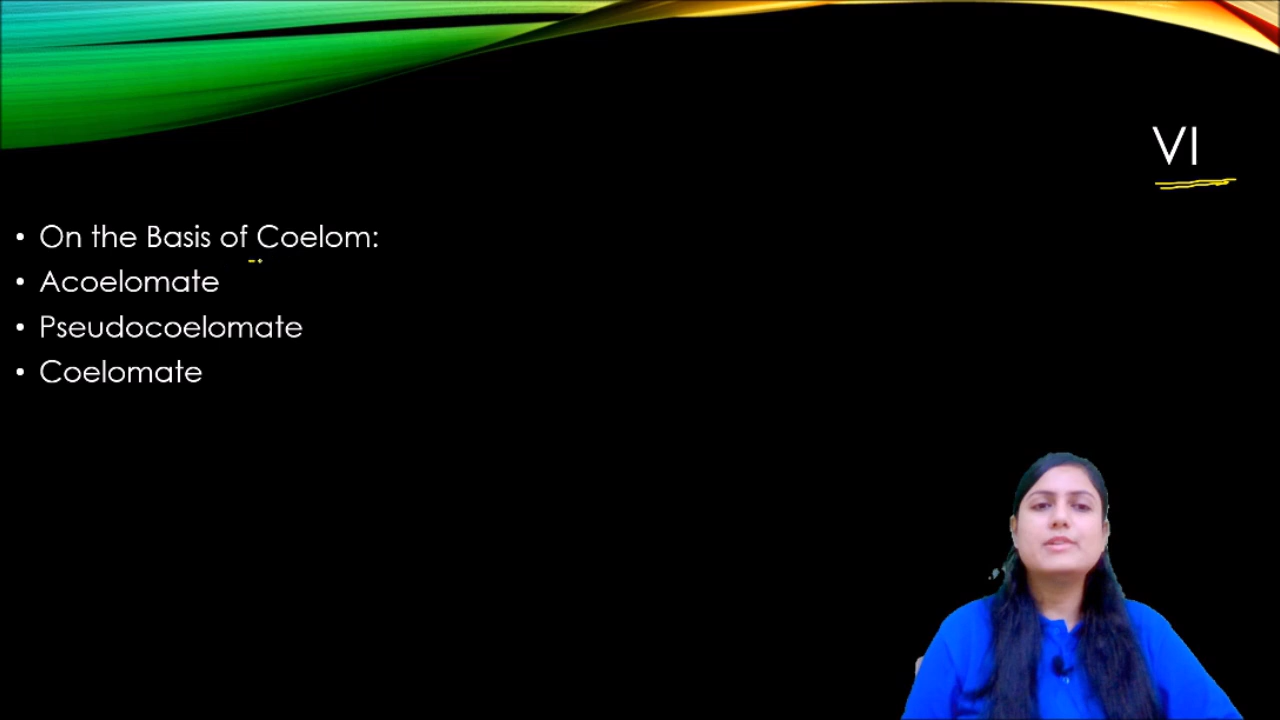 VI
• On the Basis of Coelom:
• Acoelomate
• Pseudocoelomate
• Coelomate